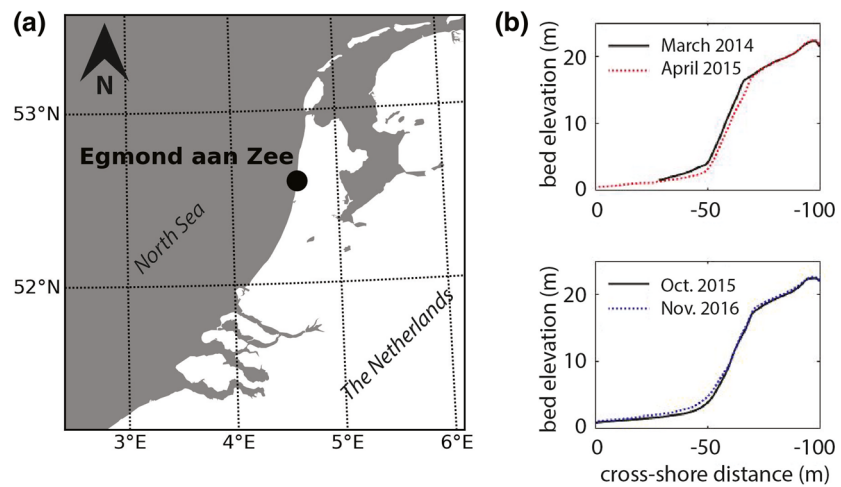 (a)
N
53°N
Egmond aan Zee
North Sea
52°N
The Netherlands
3°E
4°E
5°E
6°E
(b)
bed elevation (m)
20
10
0
March 2014
April 2015
0
-50
-100
bed elevation (m)
20
10
0
Oct. 2015
Nov. 2016
0
-50
-100
cross-shore distance (m)